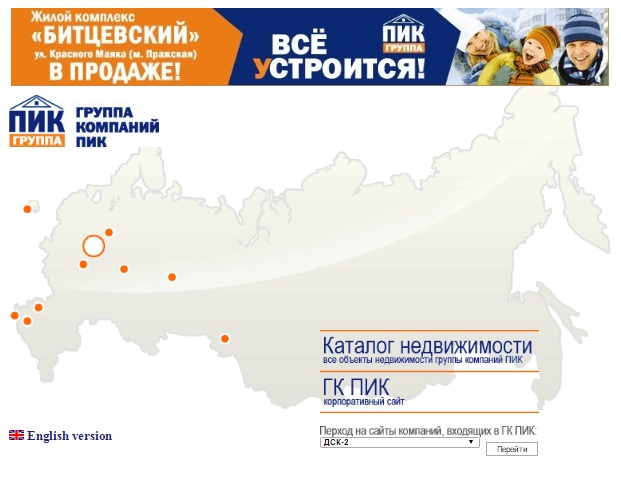 Жилой комплекс
«БИТЦЕВСКИЙ»
ул. Красного Маяка (м. Пражская)
В ПРОДАЖЕ!
ВСЁ
УСТРОИТСЯ!
ПИК
ГРУППА
ПИК
ГРУППА
ГРУППА
КОМПАНИЙ
ПИК
Каталог недвижимости
все объекты недвижимости группы компаний ПИК
ГК ПИК
корпоративный сайт
Перход на сайты компаний, входящих в ГК ПИК:
ДСК-2
Перейти
English version